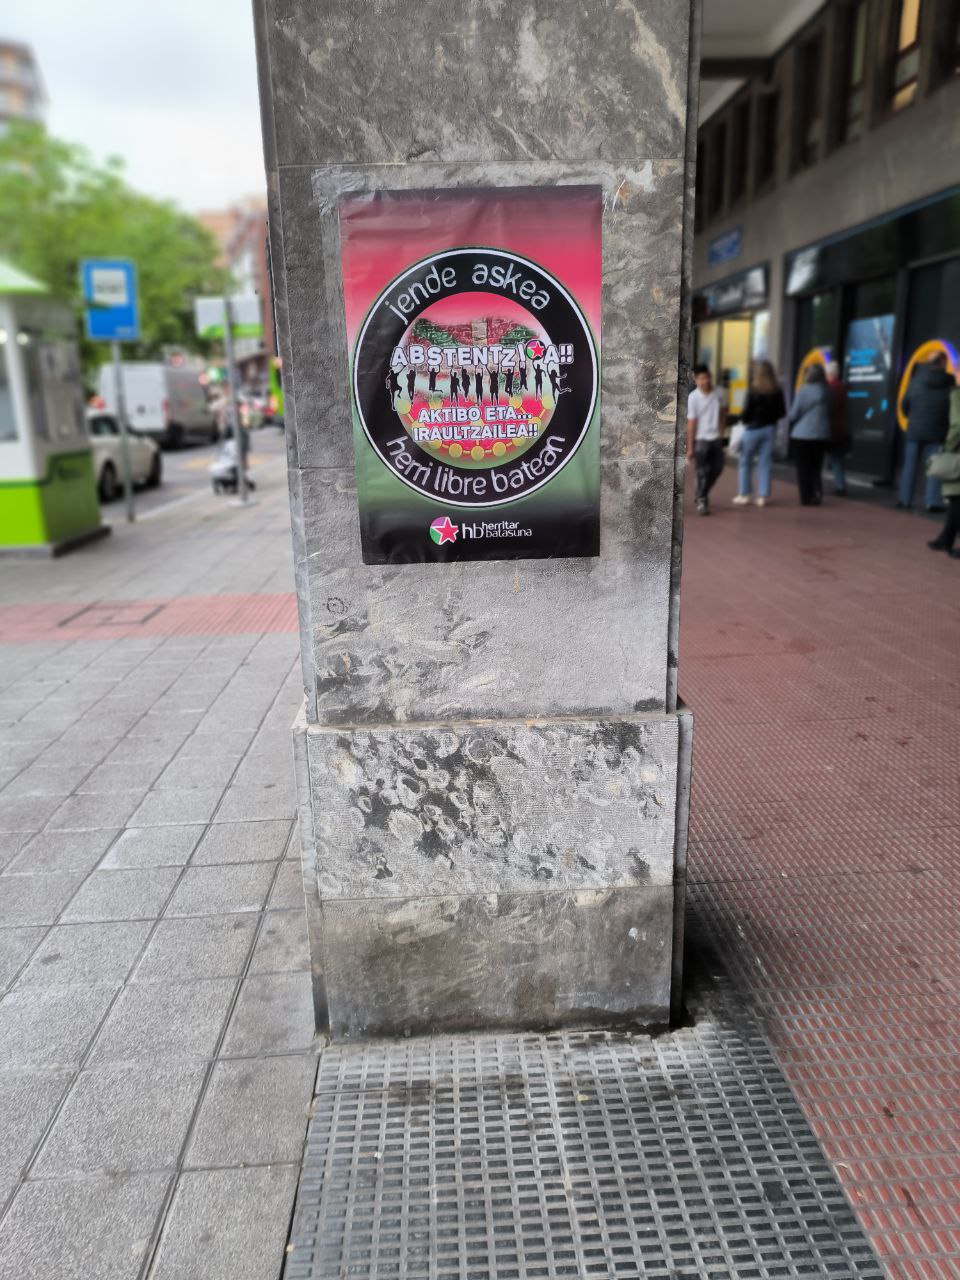 jende askea
ABSTENTZIOA!!
AKTIBO ETA...
IRAULTZAILEA!!
herri libre batean
hb herritar
batasuna